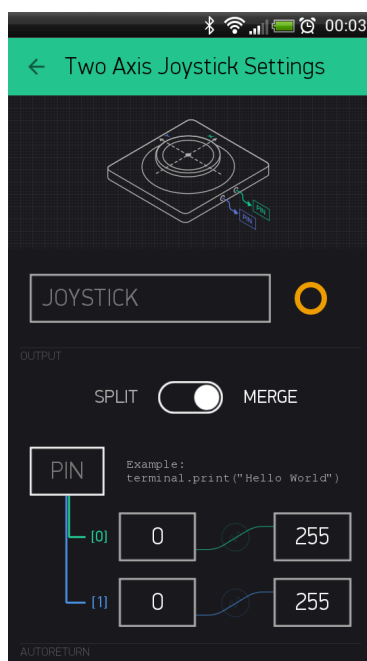 00:03
Two Axis Joystick Settings
PIN
PIN
JOYSTICK
OUTPUT
SPLIT MERGE
PIN
Example:
terminal.print("Hello World")
[0] 0 255
[1] 0 255
AUTORETURN